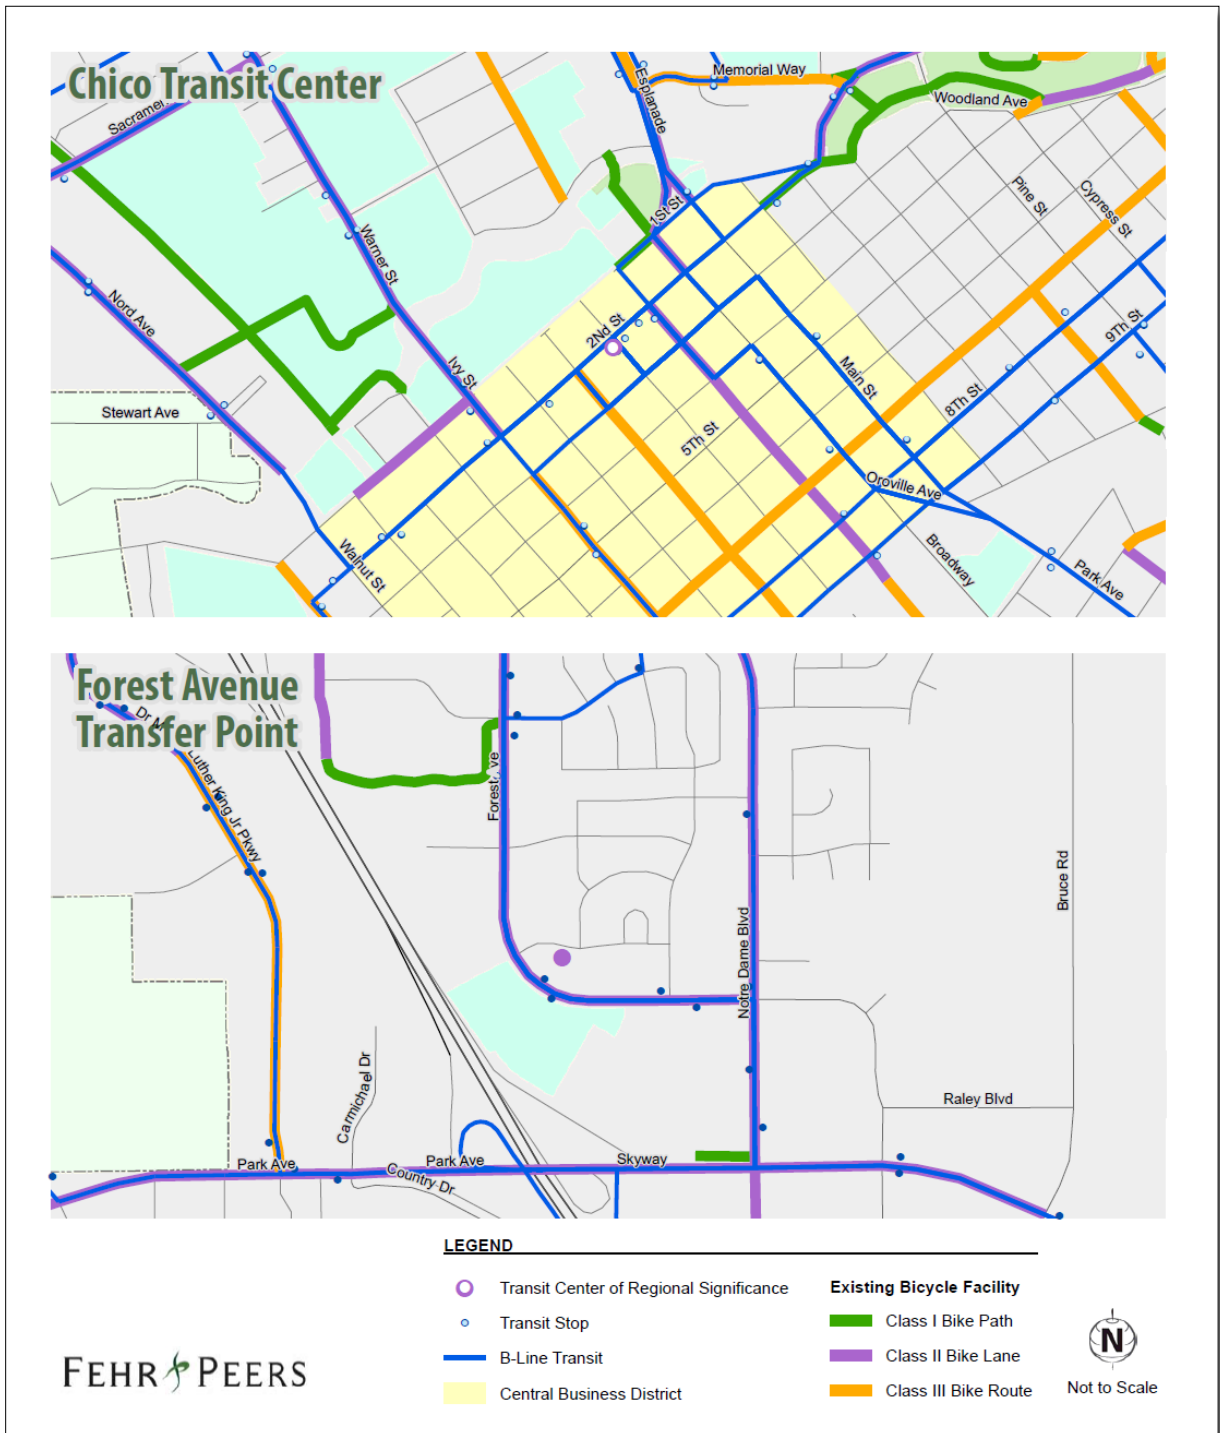 Chico Transit Center
Memorial Way
Esplanade
Woodland Ave
Sacramer
Pine St
Cypress St
1St St
Warner St
Nord Ave
2Nd St
9Th St
Ivy St
Main St
8Th St
Stewart Ave
5Th St
Oroville Ave
Walnut St
Broadway
Park Ave
Forest Avenue
Transfer Point
Dr M
Luther King Jr Pkwy
Forest ve
Bruce Rd
Notre Dame Blvd
Carmichael Dr
Raley Blvd
Park Ave
Park Ave
Skyway
Country Dr
LEGEND
Transit Center of Regional Significance
Transit Stop
B-Line Transit
Central Business District
Existing Bicycle Facility
Class I Bike Path
Class II Bike Lane
Class III Bike Route
N
Not to Scale
FEHR PEERS